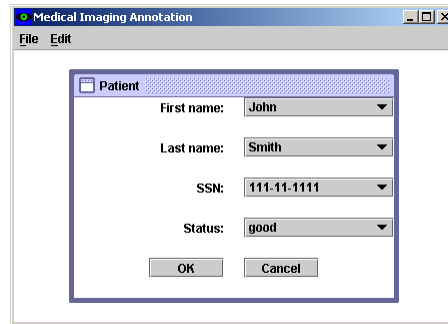 Medical Imaging Annotation
File Edit
Patient
First name: John
Last name: Smith
SSN: 111-11-1111
Status: good
OK Cancel